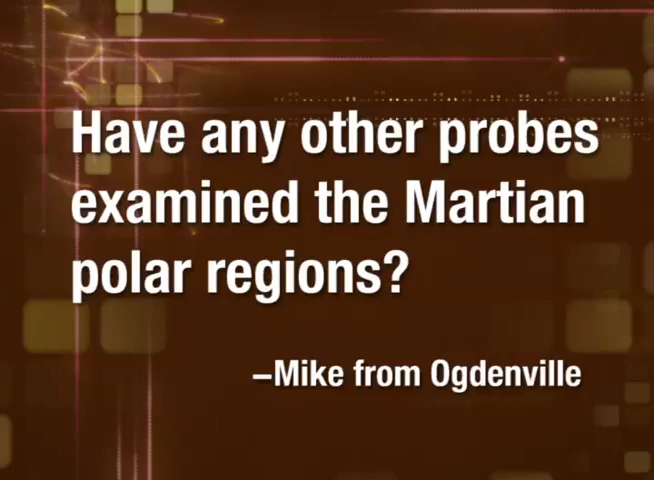 Have any other probes
examined the Martian
polar regions?
–Mike from Ogdenville